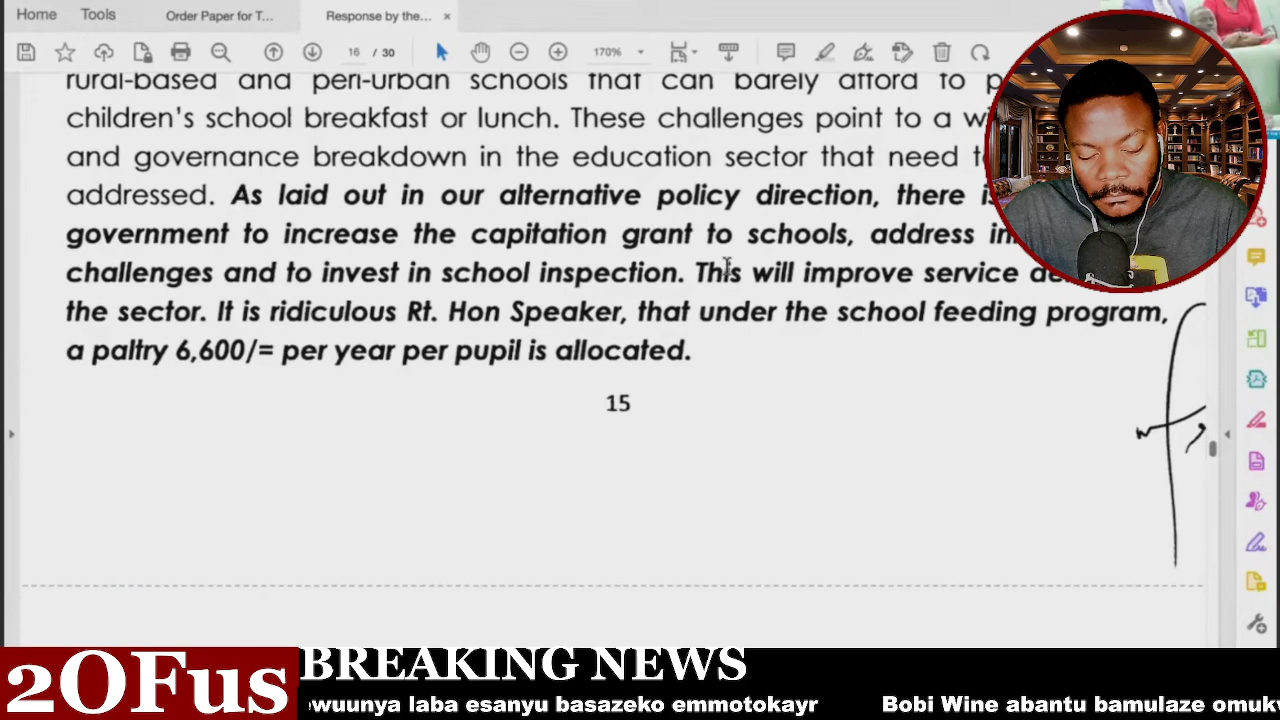 Home Tools Order Paper for T... Response by the... ×
16 / 30 170%
rural-based and peri-urban schools that can barely afford to
children's school breakfast or lunch. These challenges point to a
and governance breakdown in the education sector that need
addressed. As laid out in our alternative policy direction, there
government to increase the capitation grant to schools, address
challenges and to invest in school inspection. This will improve service
the sector. It is ridiculous Rt. Hon Speaker, that under the school feeding program,
a paltry 6,600/= per year per pupil is allocated.
15
2OFus
BREAKING NEWS
laba esanyu basazeko emmotokayr Bobi Wine abantu bamulaze